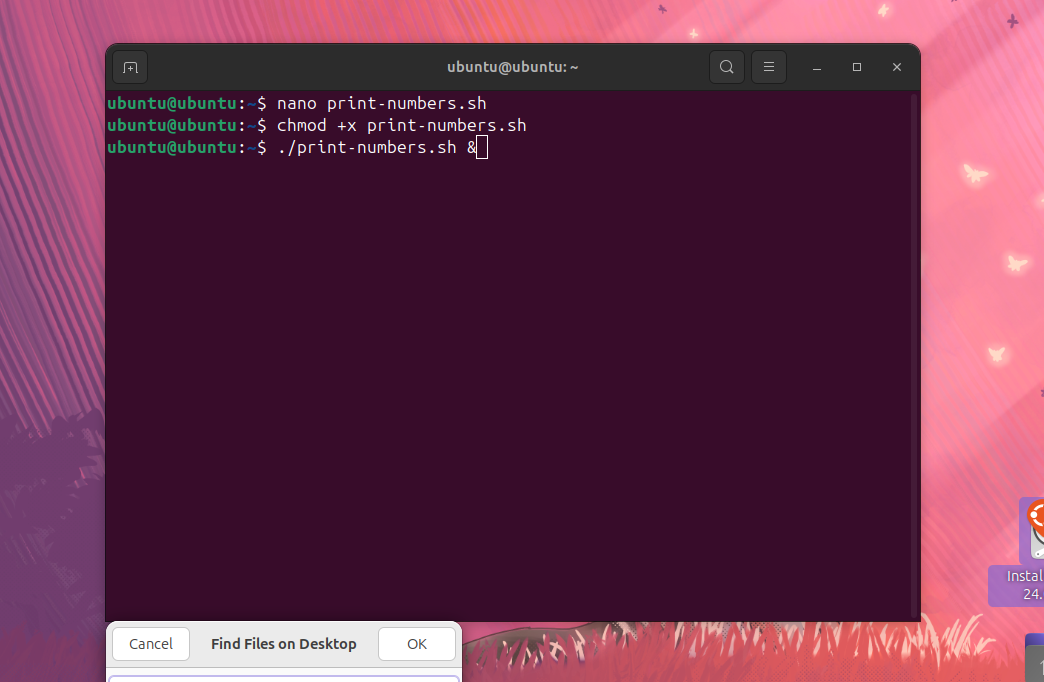 ubuntu@ubuntu: ~
ubuntu@ubuntu:~$ nano print-numbers.sh
ubuntu@ubuntu:~$ chmod +x print-numbers.sh
ubuntu@ubuntu:~$ ./print-numbers.sh &
Instal
24.
Cancel Find Files on Desktop OK